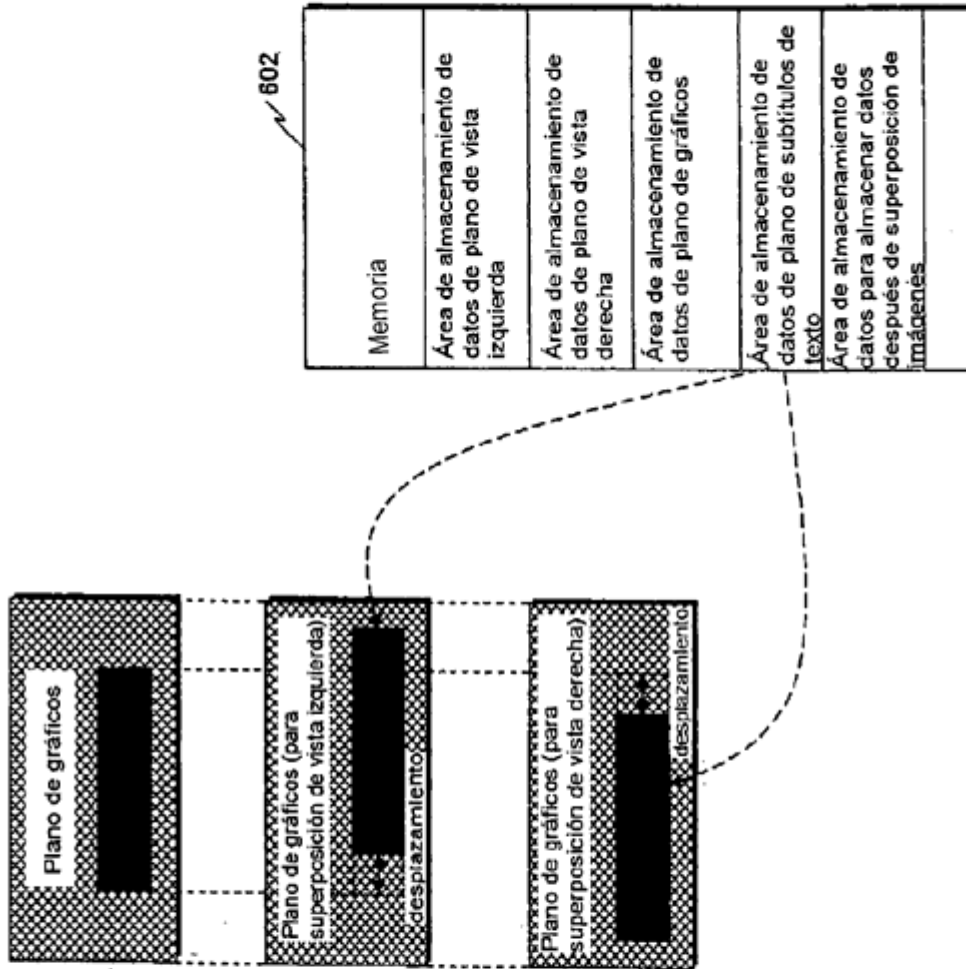 Plano de gráficos
Plano de gráficos (para
superposición de vista izquierda)
desplazamiento
Plano de gráficos (para
superposición de vista derecha)
desplazamiento
602
Memoria
Área de almacenamiento de
datos de plano de vista
izquierda
Área de almacenamiento de
datos de plano de vista
derecha
Área de almacenamiento de
datos de plano de gráficos
Área de almacenamiento de
datos de plano de subtítulos de
texto
Área de almacenamiento de
datos para almacenar datos
después de superposición de
imágenes